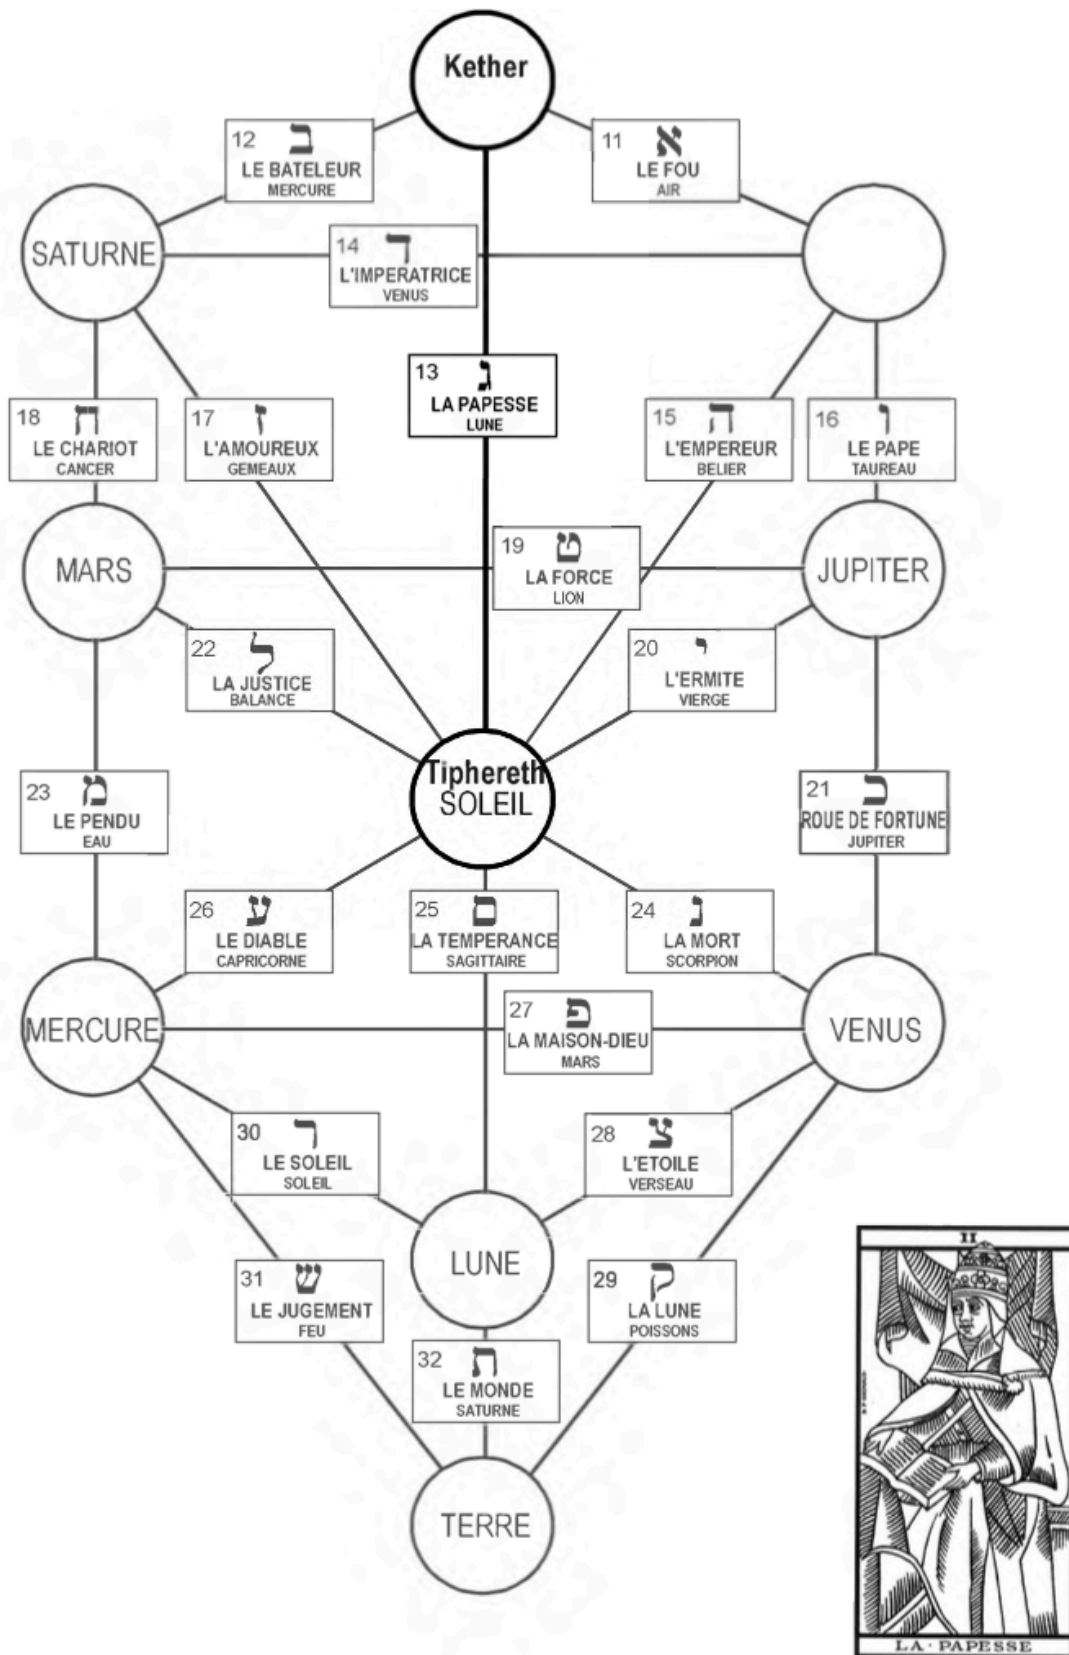 Kether
12 ב
LE BATELEUR
MERCURE
11 א
LE FOU
AIR
SATURNE
14 ד
L'IMPERATRICE
VENUS
13 ג
LA PAPESSE
LUNE
18 ח
LE CHARIOT
CANCER
17 ז
L'AMOUREUX
GEMEAUX
15 ה
L'EMPEREUR
BELIER
16 ו
LE PAPE
TAUREAU
MARS
19 ט
LA FORCE
LION
JUPITER
22 ל
LA JUSTICE
BALANCE
20 י
L'ERMITE
VIERGE
Tiphereth
SOLEIL
23 מ
LE PENDU
EAU
21 כ
ROUE DE FORTUNE
JUPITER
26 ע
LE DIABLE
CAPRICORNE
25 ס
LA TEMPERANCE
SAGITTAIRE
24 נ
LA MORT
SCORPION
MERCURE
27 פ
LA MAISON-DIEU
MARS
VENUS
30 ר
LE SOLEIL
SOLEIL
28 צ
L'ETOILE
VERSEAU
LUNE
31 ש
LE JUGEMENT
FEU
29 ק
LA LUNE
POISSONS
32 ת
LE MONDE
SATURNE
TERRE
II
LA·PAPESSE